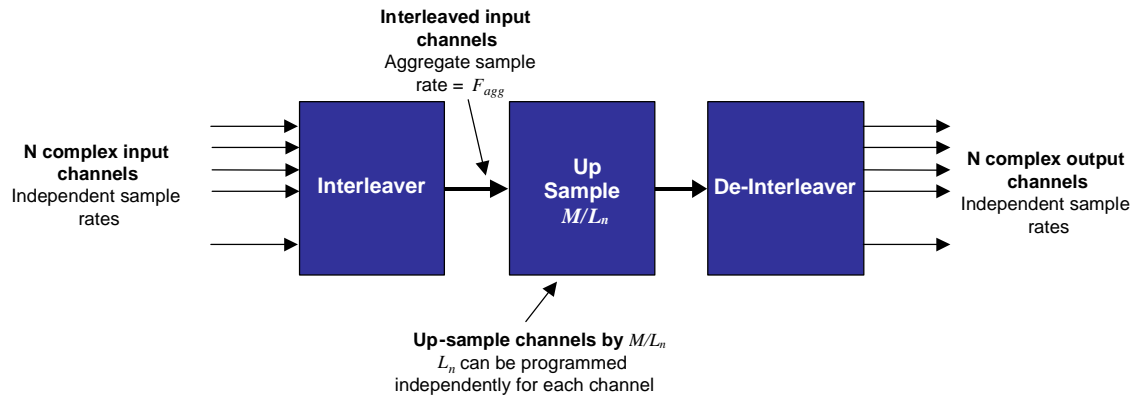 Interleaved input
channels
Aggregate sample
rate = F_agg
N complex input
channels
Independent sample
rates
Interleaver
Up
Sample
M/L_n
De-Interleaver
N complex output
channels
Independent sample
rates
Up-sample channels by M/L_n
L_n can be programmed
independently for each channel